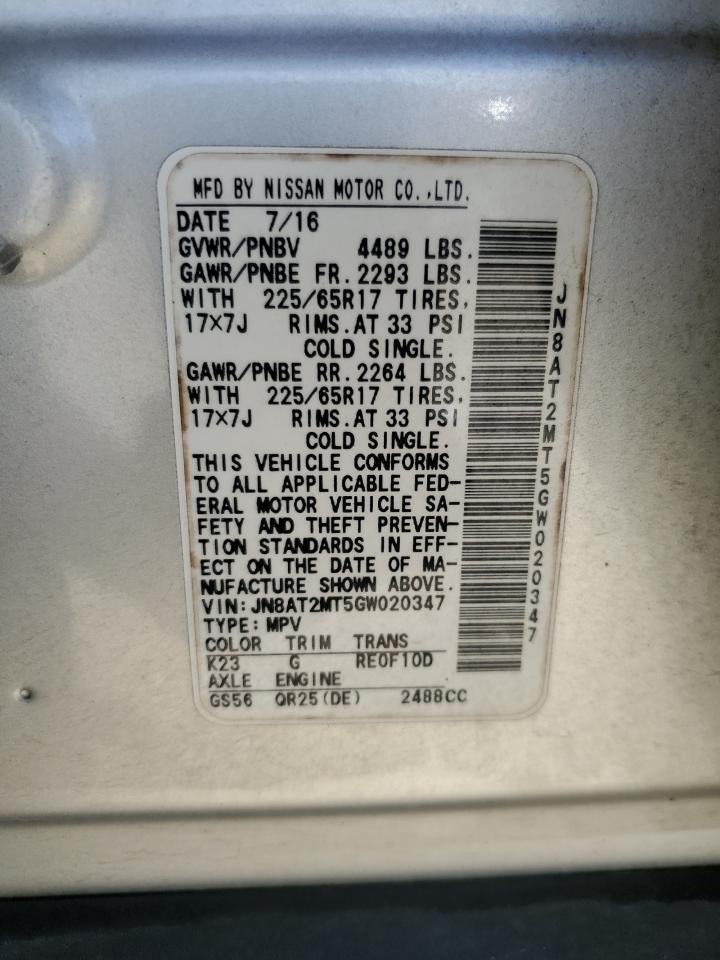 MFD BY NISSAN MOTOR CO.,LTD.
DATE 7/16
GVWR/PNBV 4489 LBS.
GAWR/PNBE FR. 2293 LBS.
WITH 225/65R17 TIRES,
17×7J RIMS. AT 33 PSI
COLD SINGLE.
GAWR/PNBE RR. 2264 LBS.
WITH 225/65R17 TIRES,
17×7J RIMS. AT 33 PSI
COLD SINGLE.
THIS VEHICLE CONFORMS
TO ALL APPLICABLE FED-
ERAL MOTOR VEHICLE SA-
FETY AND THEFT PREVEN-
TION STANDARDS IN EFF-
ECT ON THE DATE OF MA-
NUFACTURE SHOWN ABOVE.
VIN: JN8AT2MT5GW020347
TYPE: MPV
COLOR TRIM TRANS
K23 G RE0F10D
AXLE ENGINE
GS56 QR25(DE) 2488CC
JN8AT2MT5GW020347